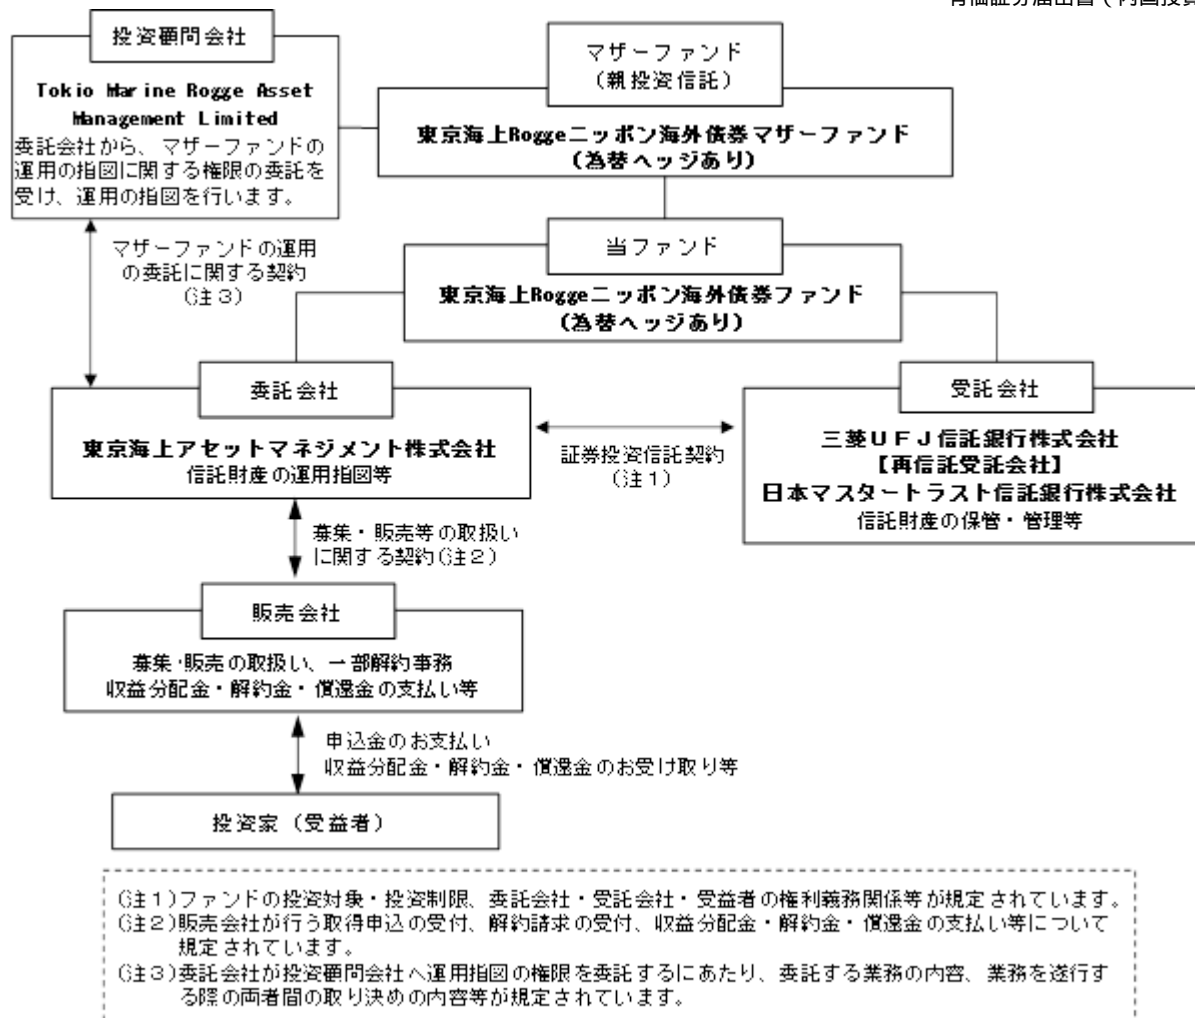 投資顧問会社
Tokio Marine Rogge Asset
Management Limited
委託会社から、マザーファンドの
運用の指図に関する権限の委託を
受け、運用の指図を行います。
マザーファンド
(親投資信託)
東京海上Roggeニッポン海外債券マザーファンド
(為替ヘッジあり)
当ファンド
東京海上Roggeニッポン海外債券ファンド
(為替ヘッジあり)
マザーファンドの運用
の委託に関する契約
(注3)
委託会社
東京海上アセットマネジメント株式会社
信託財産の運用指図等
証券投資信託契約
(注1)
受託会社
三菱UFJ信託銀行株式会社
【再信託受託会社】
日本マスタートラスト信託銀行株式会社
信託財産の保管・管理等
募集・販売等の取扱い
に関する契約(注2)
販売会社
募集・販売の取扱い、一部解約事務
収益分配金・解約金・償還金の支払い等
申込金のお支払い
収益分配金・解約金・償還金のお受け取り等
投資家(受益者)
(注1)ファンドの投資対象・投資制限、委託会社・受託会社・受益者の権利義務関係等が規定されています。
(注2)販売会社が行う取得申込の受付、解約請求の受付、収益分配金・解約金・償還金の支払い等について
規定されています。
(注3)委託会社が投資顧問会社へ運用指図の権限を委託するにあたり、委託する業務の内容、業務を遂行す
る際の両者間の取り決めの内容等が規定されています。